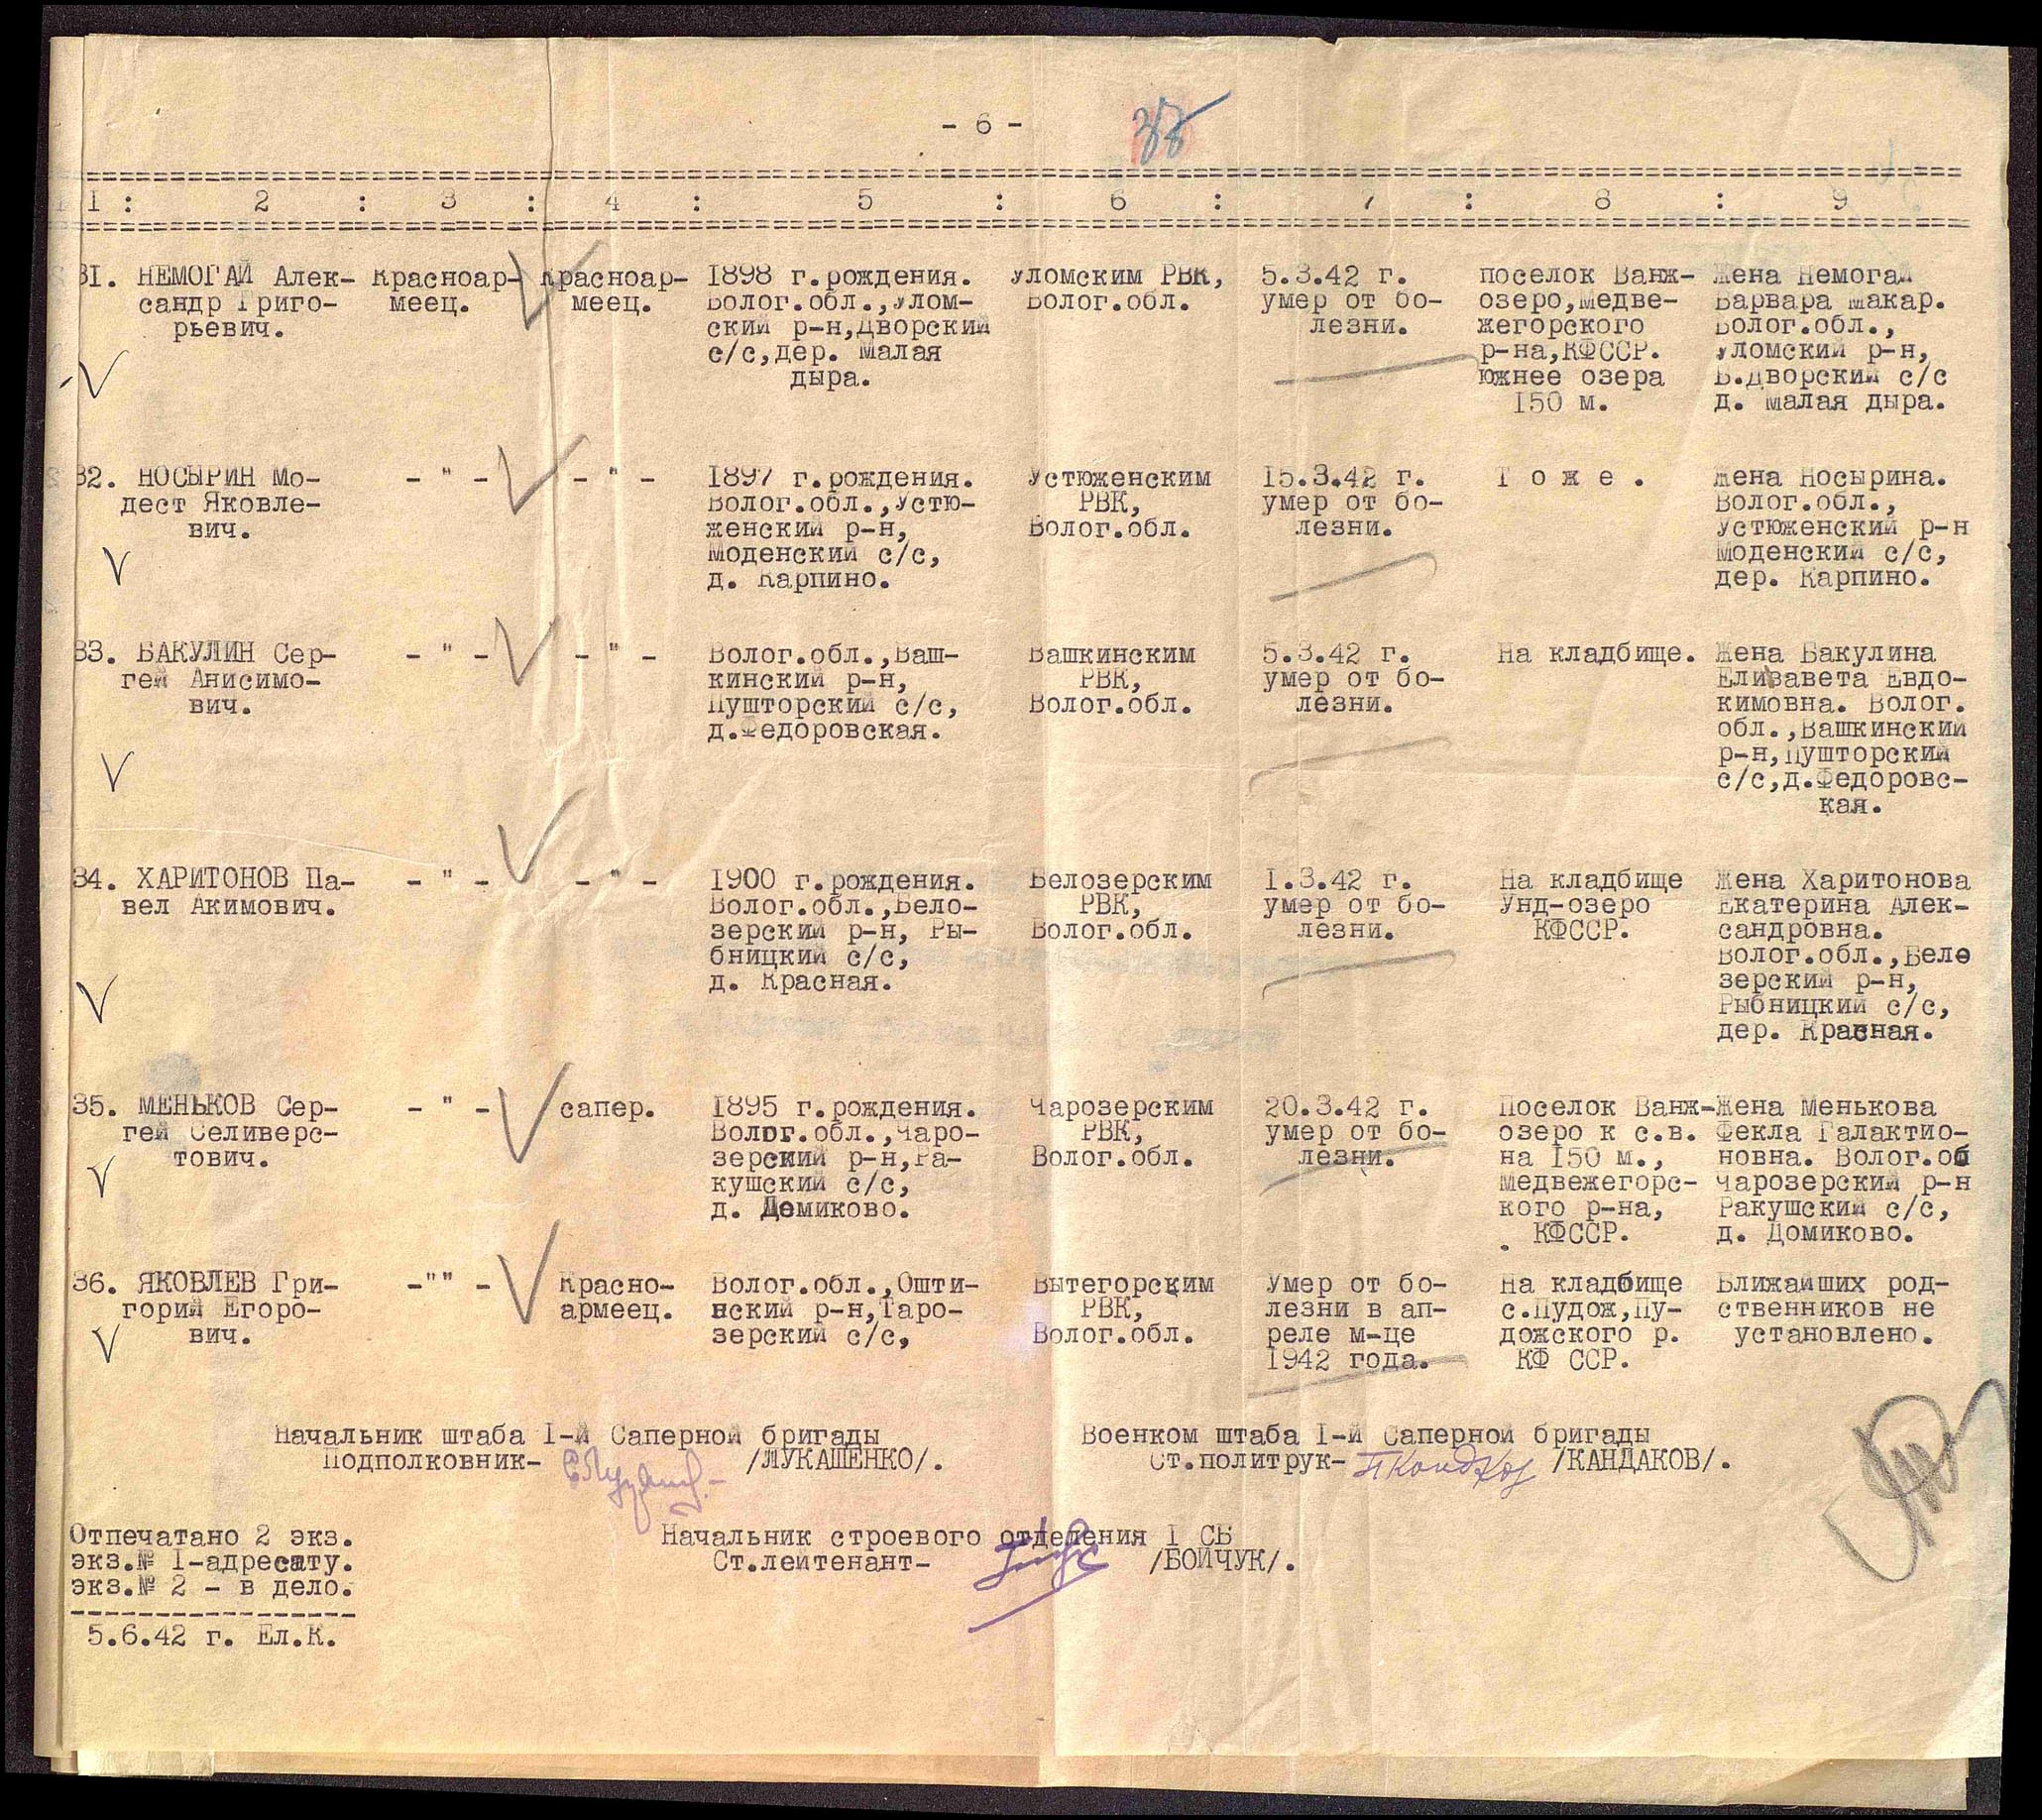 - 6 -
1 : 2 : 3 : 4 : 5 : 6 : 7 : 8 : 9
31. НЕМОГАЙ Алек-
сандр Григо-
рьевич.
Красноар-
меец.
Красноар-
меец.
1898 г.рождения.
Волог.обл.,Улом-
ский р-н,Дворский
с/с,дер. Малая
дыра.
Уломским РВК,
Волог.обл.
5.3.42 г.
умер от бо-
лезни.
поселок Ванж-
озеро,Медве-
жегорского
р-на,КФССР.
Южнее озера
150 м.
Жена Немогай
Варвара Макар.
Волог.обл.,
Уломский р-н,
В.Дворский с/с
д. Малая дыра.
32. НОСЫРИН Мо-
дест Яковле-
вич.
- " -
- " -
1897 г.рождения.
Волог.обл.,Устю-
женский р-н,
Моденский с/с,
д. Карпино.
Устюженским
РВК,
Волог.обл.
15.3.42 г.
умер от бо-
лезни.
Т о ж е .
Жена Носырина.
Волог.обл.,
Устюженский р-н
Моденский с/с,
дер. Карпино.
33. БАКУЛИН Сер-
гей Анисимо-
вич.
- " -
- " -
Волог.обл.,Ваш-
кинский р-н,
Пушторский с/с,
д.Федоровская.
Вашкинским
РВК,
Волог.обл.
5.3.42 г.
умер от бо-
лезни.
На кладбище.
Жена Бакулина
Елизавета Евдо-
кимовна. Волог.
обл.,Вашкинский
р-н,Пушторский
с/с,д.Федоровс-
кая.
34. ХАРИТОНОВ Па-
вел Акимович.
- " -
- " -
1900 г.рождения.
Волог.обл.,Бело-
зерский р-н, Ры-
бницкий с/с,
д. Красная.
Белозерским
РВК,
Волог.обл.
1.3.42 г.
умер от бо-
лезни.
На кладбище
Унд-озеро
КФССР.
Жена Харитонова
Екатерина Алек-
сандровна.
Волог.обл.,Бело
зерский р-н,
Рыбницкий с/с,
дер. Красная.
35. МЕНЬКОВ Сер-
гей Селиверс-
тович.
- " -
сапер.
1895 г.рождения.
Волог.обл.,Чаро-
зерский р-н,Ра-
кушский с/с,
д. Домиково.
Чарозерским
РВК,
Волог.обл.
20.3.42 г.
умер от бо-
лезни.
Поселок Ванж-
озеро к с.в.
на 150 м.,
Медвежегорс-
кого р-на,
КФССР.
Жена Менькова
Фекла Галактио-
новна. Волог.об
Чарозерский р-н
Ракушский с/с,
д. Домиково.
36. ЯКОВЛЕВ Гри-
горий Егоро-
вич.
-"" -
Красно-
армеец.
Волог.обл.,Ошти-
нский р-н,Таро-
зерский с/с,
Вытегорским
РВК,
Волог.обл.
Умер от бо-
лезни в ап-
реле м-це
1942 года.
На кладбище
с.Пудож,Пу-
дожского р.
КФ ССР.
Ближайших род-
ственников не
установлено.
Начальник штаба I-й Саперной бригады
Подполковник- /ЛУКАШЕНКО/.
Военком штаба I-й Саперной бригады
Ст.политрук- /КАНДАКОВ/.
Начальник строевого отделения I СБ
Ст.лейтенант- /БОЙЧУК/.
Отпечатано 2 экз.
экз.№ 1-адресату.
экз.№ 2 - в дело.
5.6.42 г. Ел.К.